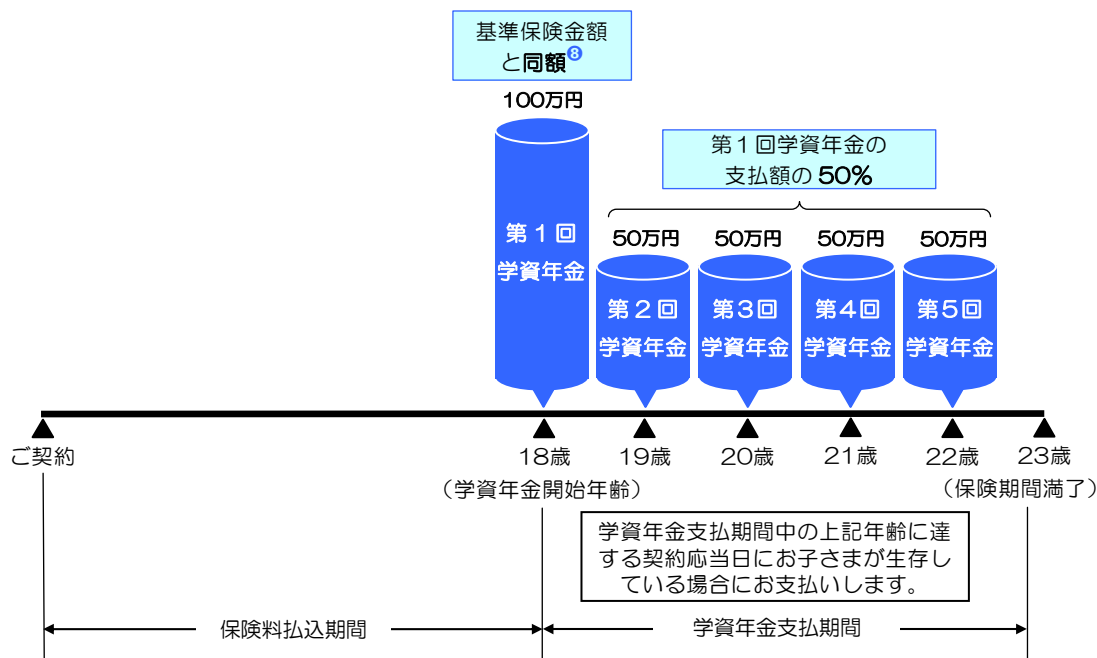 基準保険金額
と同額❽
100万円
第1回学資年金の
支払額の50%
第1回
学資年金
50万円 50万円 50万円 50万円
第2回 第3回 第4回 第5回
学資年金 学資年金 学資年金 学資年金
ご契約 18歳 19歳 20歳 21歳 22歳 23歳
（学資年金開始年齢） （保険期間満了）
学資年金支払期間中の上記年齢に達
する契約応当日にお子さまが生存し
ている場合にお支払いします。
保険料払込期間 学資年金支払期間